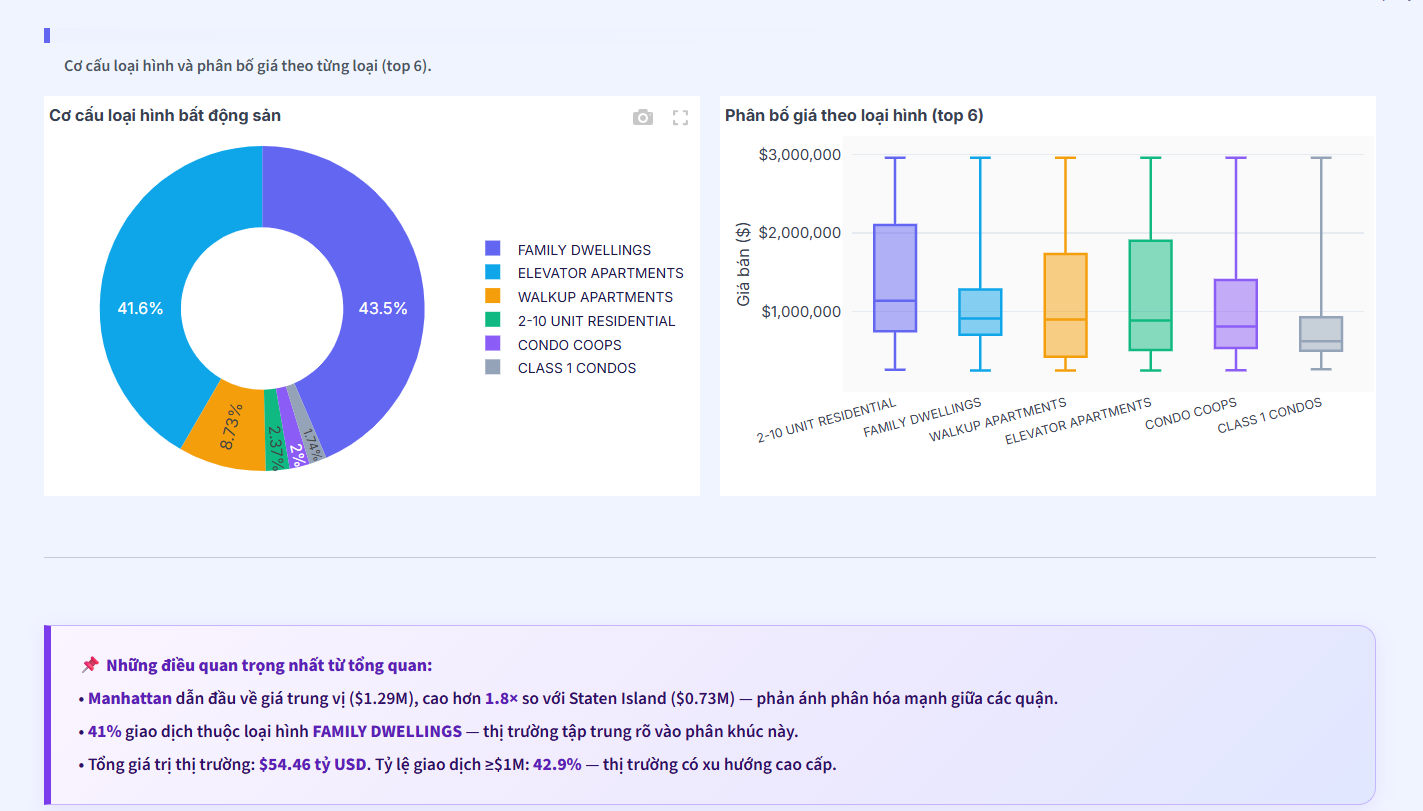 Cơ cấu loại hình và phân bố giá theo từng loại (top 6).
Cơ cấu loại hình bất động sản
43.5%
41.6%
8.73%
2.37%
2%
1.74%
FAMILY DWELLINGS
ELEVATOR APARTMENTS
WALKUP APARTMENTS
2-10 UNIT RESIDENTIAL
CONDO COOPS
CLASS 1 CONDOS
Phân bố giá theo loại hình (top 6)
Giá bán ($)
$3,000,000
$2,000,000
$1,000,000
2-10 UNIT RESIDENTIAL
FAMILY DWELLINGS
WALKUP APARTMENTS
ELEVATOR APARTMENTS
CONDO COOPS
CLASS 1 CONDOS
📌 Những điều quan trọng nhất từ tổng quan:
• Manhattan dẫn đầu về giá trung vị ($1.29M), cao hơn 1.8× so với Staten Island ($0.73M) — phản ánh phân hóa mạnh giữa các quận.
• 41% giao dịch thuộc loại hình FAMILY DWELLINGS — thị trường tập trung rõ vào phân khúc này.
• Tổng giá trị thị trường: $54.46 tỷ USD. Tỷ lệ giao dịch ≥$1M: 42.9% — thị trường có xu hướng cao cấp.